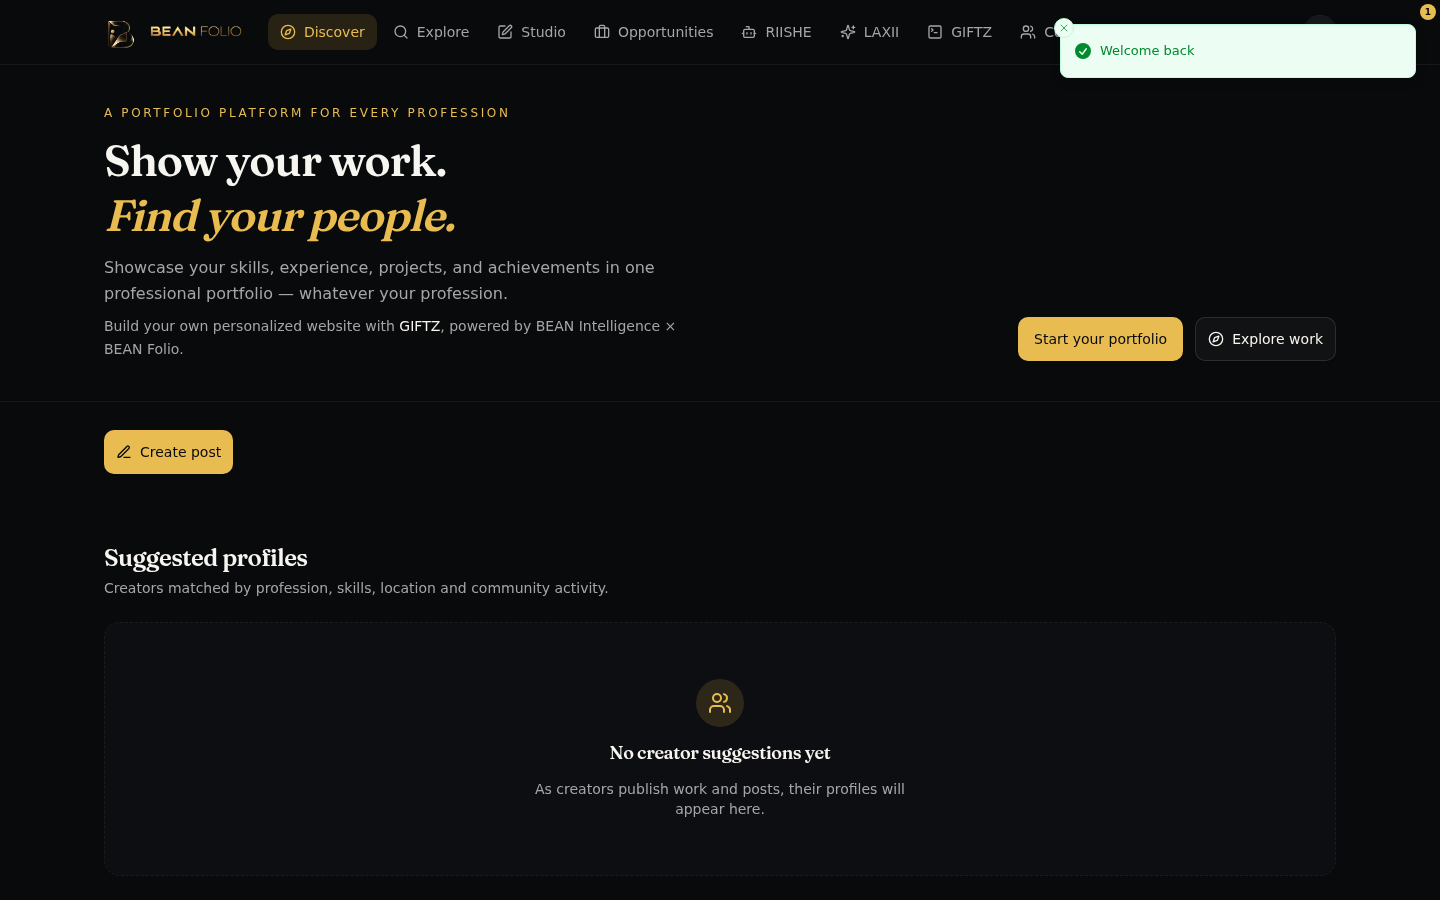 BEAN FOLIO
Discover
Explore
Studio
Opportunities
RIISHE
LAXII
GIFTZ
1
Welcome back
A PORTFOLIO PLATFORM FOR EVERY PROFESSION
Show your work.
Find your people.
Showcase your skills, experience, projects, and achievements in one
professional portfolio — whatever your profession.
Build your own personalized website with GIFTZ, powered by BEAN Intelligence ×
BEAN Folio.
Start your portfolio
Explore work
Create post
Suggested profiles
Creators matched by profession, skills, location and community activity.
No creator suggestions yet
As creators publish work and posts, their profiles will
appear here.